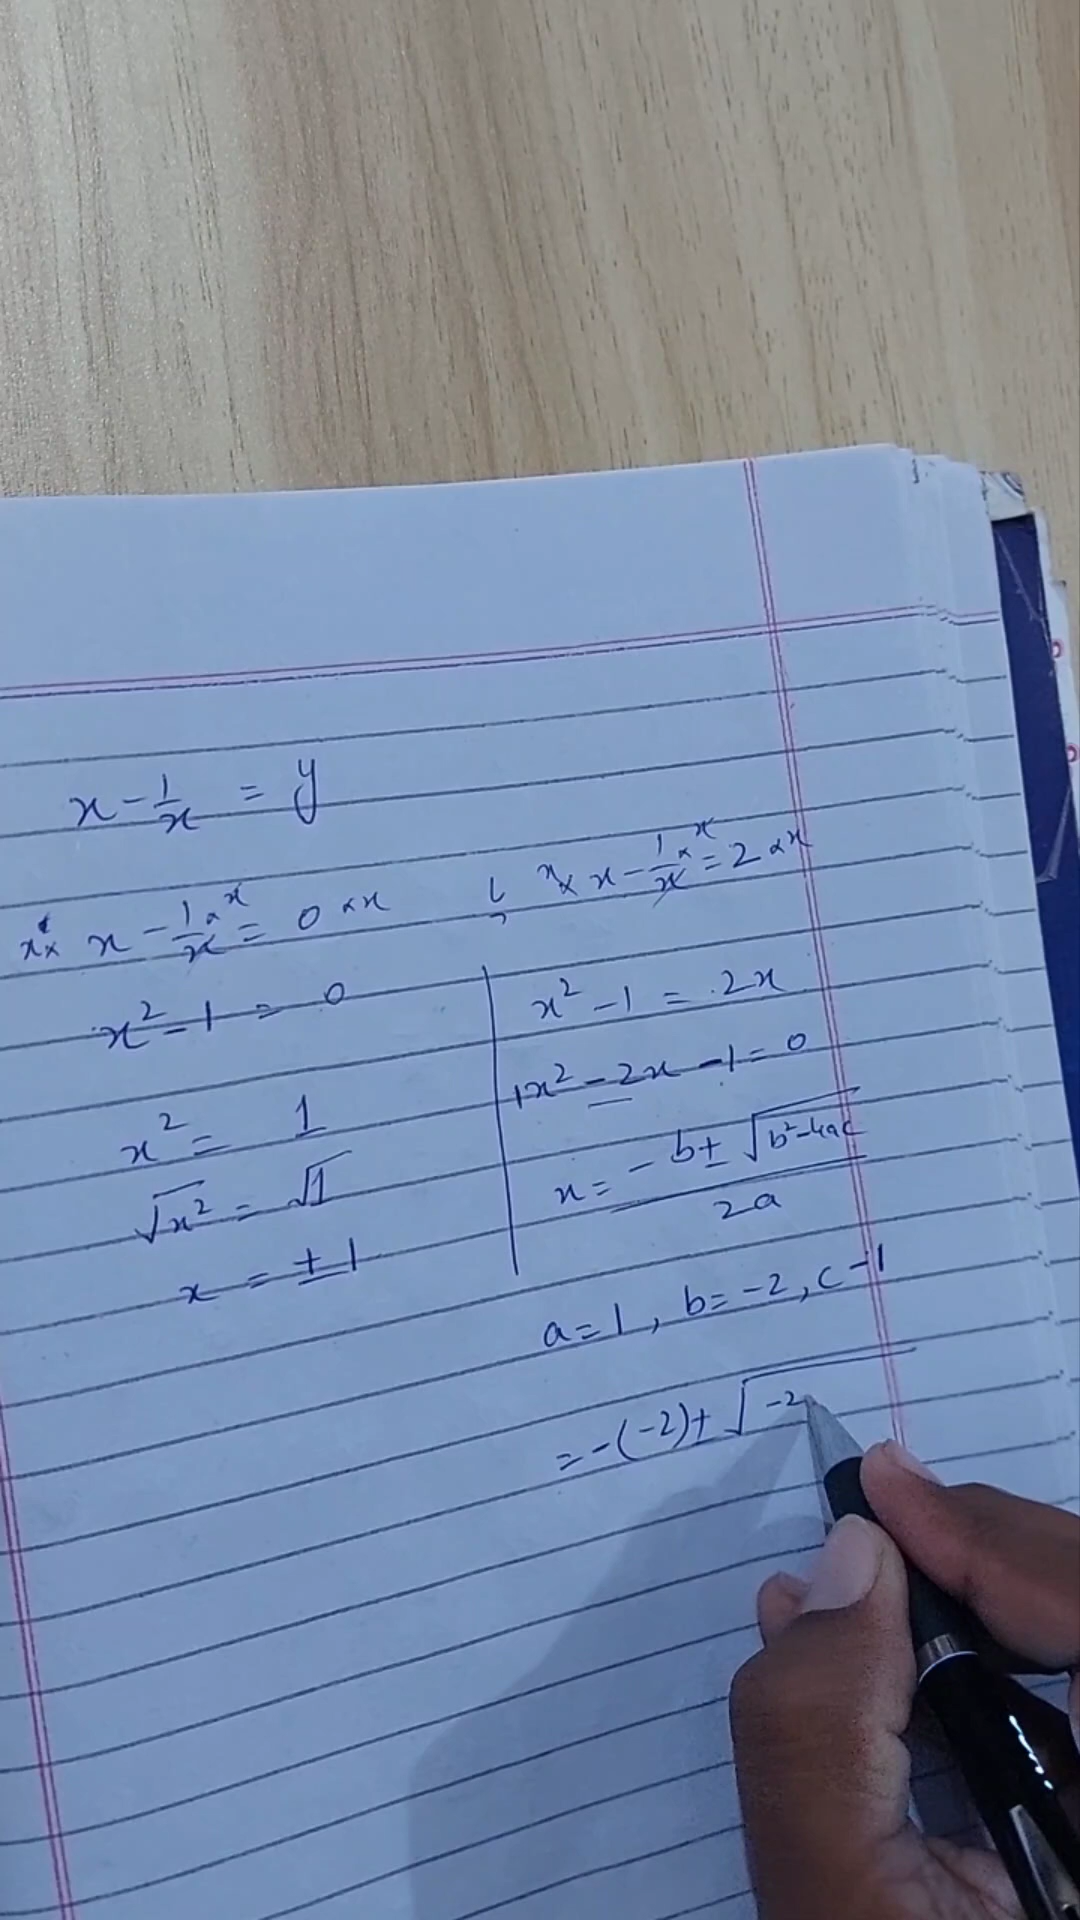 x - 1/x = y
x × x - 1/x × x = 0 × x
x² - 1 = 0
x² = 1
√x² = √1
x = ± 1
x × x - 1/x × x = 2 × x
x² - 1 = 2x
1x² - 2x - 1 = 0
x = - b ± √b² - 4ac / 2a
a = 1, b = -2, c -1
= - (-2) ± √-2